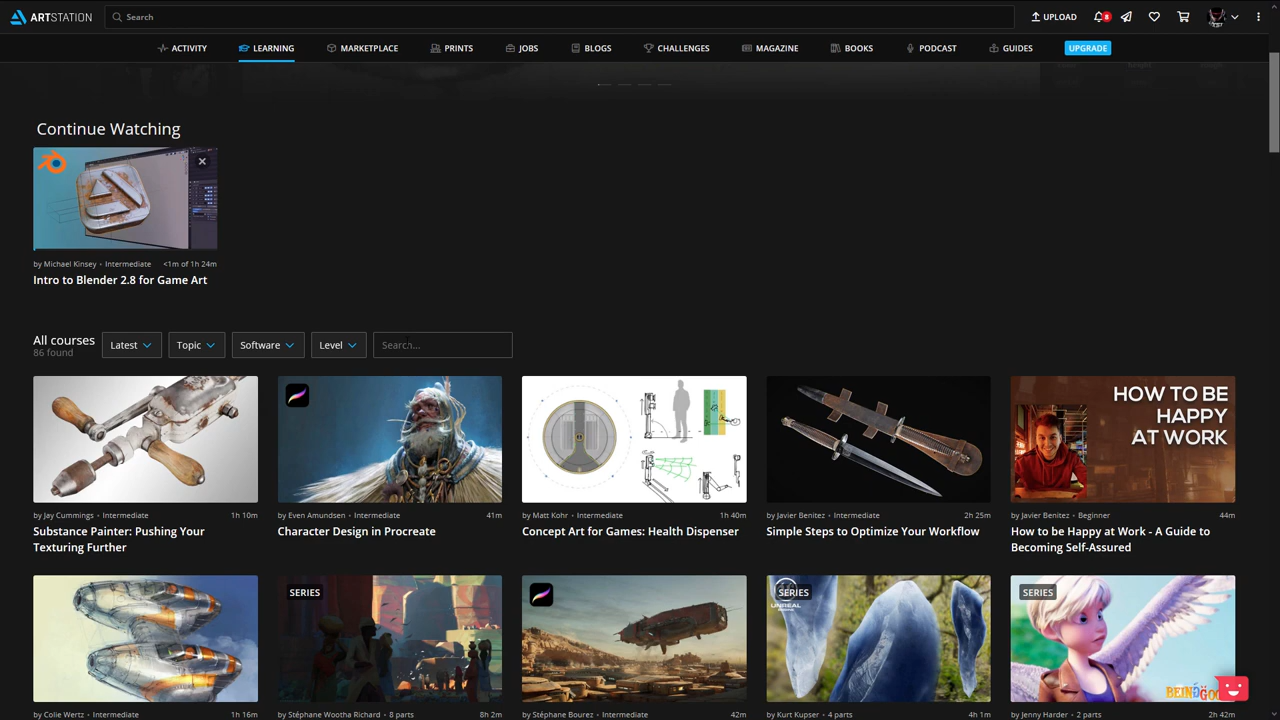 ARTSTATION
Search
UPLOAD
8
ACTIVITY
LEARNING
MARKETPLACE
PRINTS
JOBS
BLOGS
CHALLENGES
MAGAZINE
BOOKS
PODCAST
GUIDES
UPGRADE
Continue Watching
by Michael Kinsey • Intermediate <1m of 1h 24m
Intro to Blender 2.8 for Game Art
All courses
86 found
Latest
Topic
Software
Level
Search...
HOW TO BE
HAPPY
AT WORK
by Jay Cummings • Intermediate 1h 10m
Substance Painter: Pushing Your
Texturing Further
by Even Amundsen • Intermediate 41m
Character Design in Procreate
by Matt Kohr • Intermediate 1h 40m
Concept Art for Games: Health Dispenser
by Javier Benitez • Intermediate 2h 25m
Simple Steps to Optimize Your Workflow
by Javier Benitez • Beginner 44m
How to be Happy at Work - A Guide to
Becoming Self-Assured
SERIES
SERIES
UNREAL
SERIES
by Colie Wertz • Intermediate 1h 16m
by Stéphane Wootha Richard • 8 parts 8h 2m
by Stéphane Bourez • Intermediate 42m
by Kurt Kupser • 4 parts 4h 1m
by Jenny Harder • 2 parts 2h 42m